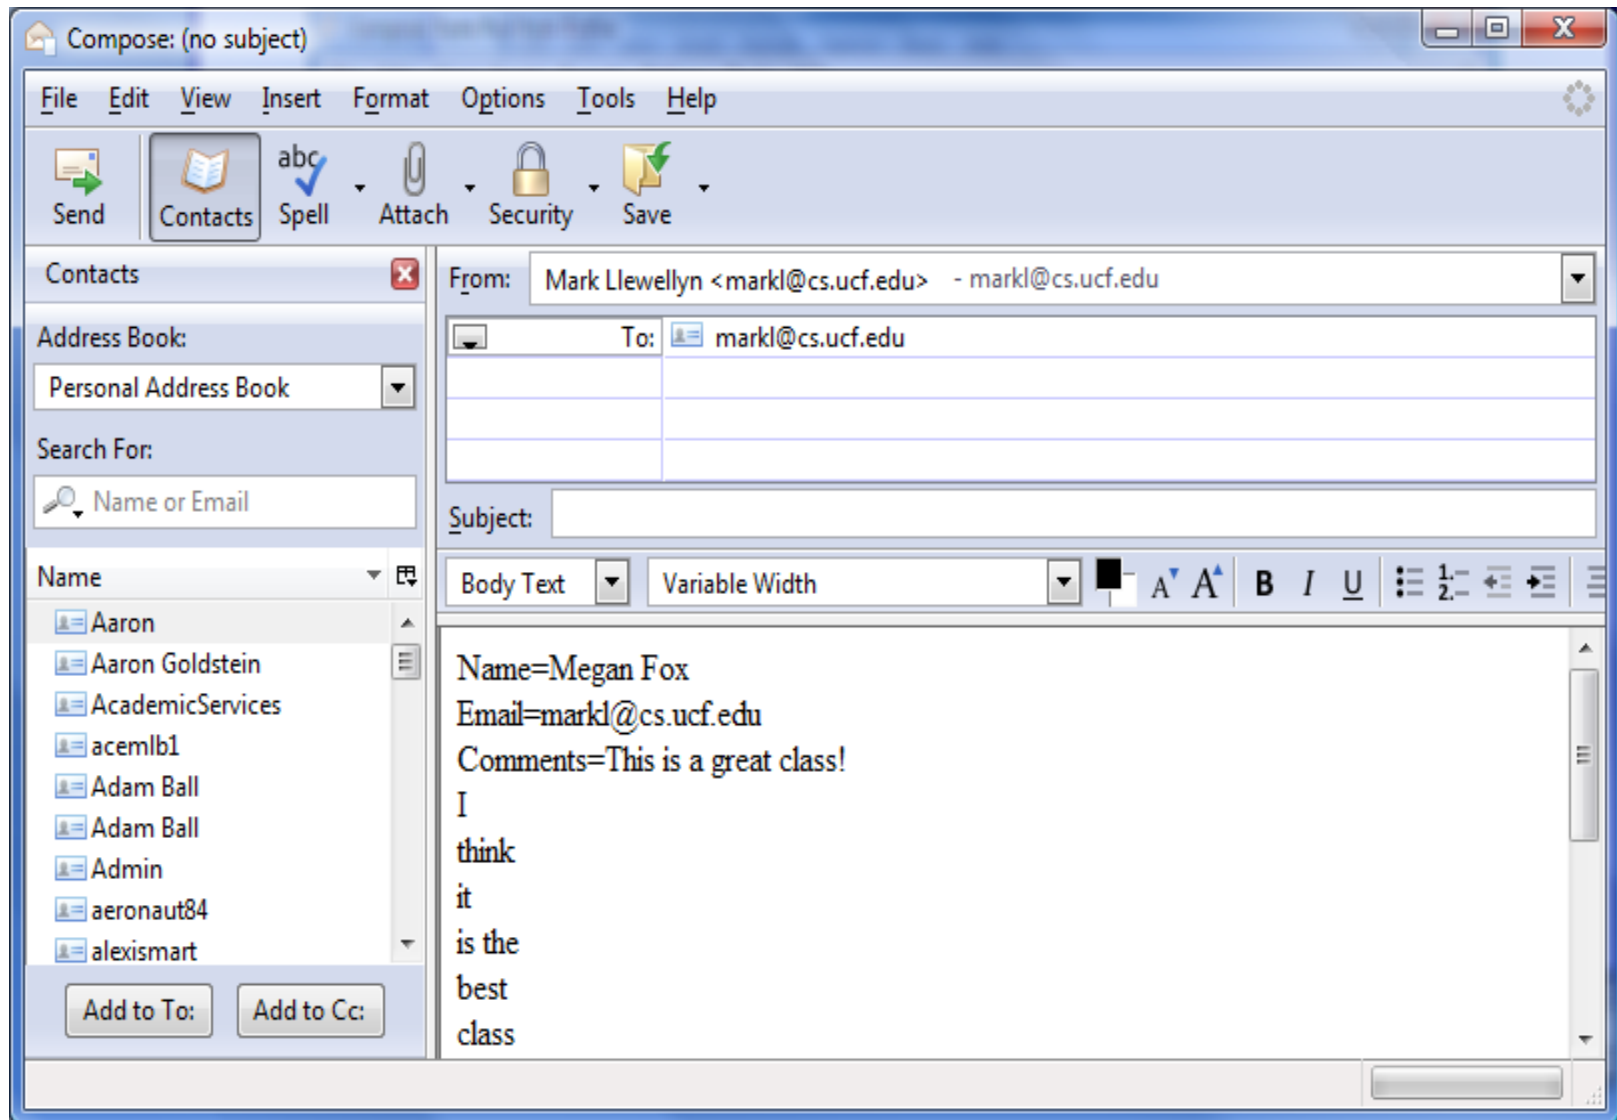 Compose: (no subject)
File Edit View Insert Format Options Tools Help
Send Contacts abc Spell Attach Security Save
Contacts
Address Book:
Personal Address Book
Search For:
Name or Email
Name
Aaron
Aaron Goldstein
AcademicServices
acemlb1
Adam Ball
Adam Ball
Admin
aeronaut84
alexismart
Add to To: Add to Cc:
From: Mark Llewellyn <markl@cs.ucf.edu> - markl@cs.ucf.edu
To: markl@cs.ucf.edu
Subject:
Body Text Variable Width A A B I U 1. 2.
Name=Megan Fox
Email=markl@cs.ucf.edu
Comments=This is a great class!
I
think
it
is the
best
class